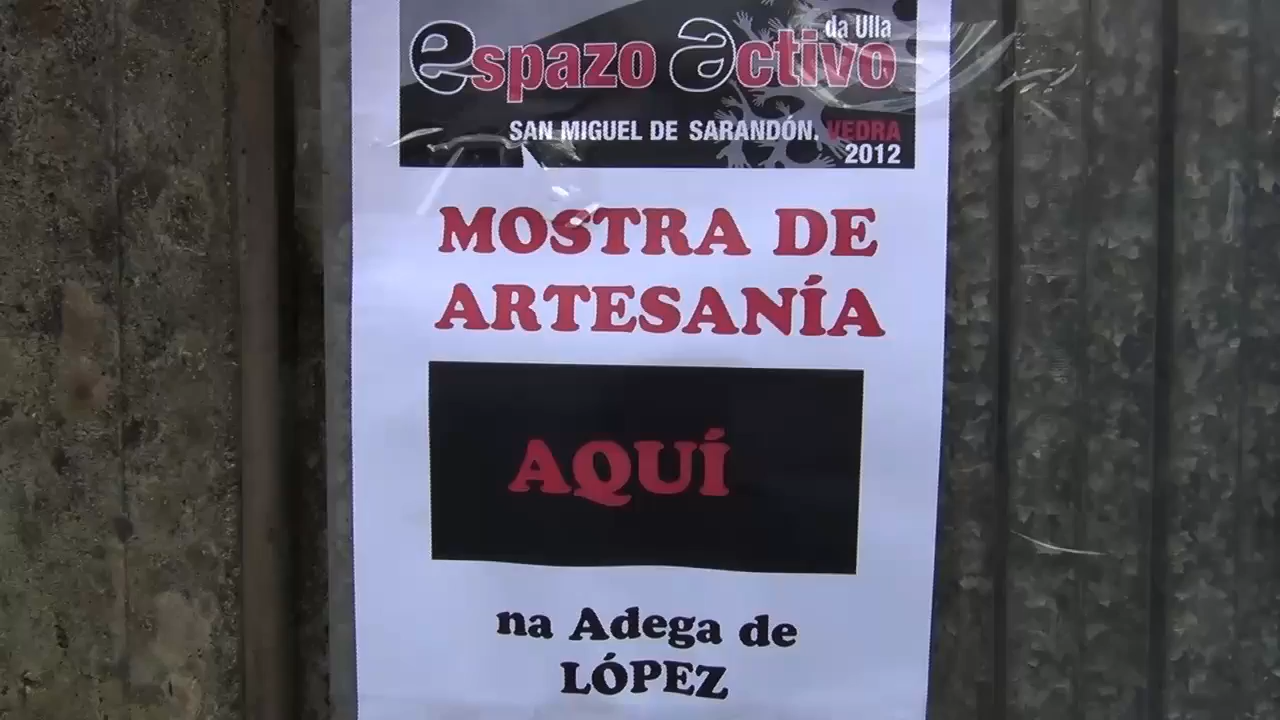 da Ulla
espazo activo
SAN MIGUEL DE SARANDÓN. VEDRA
2012
MOSTRA DE
ARTESANÍA
AQUÍ
na Adega de
LÓPEZ